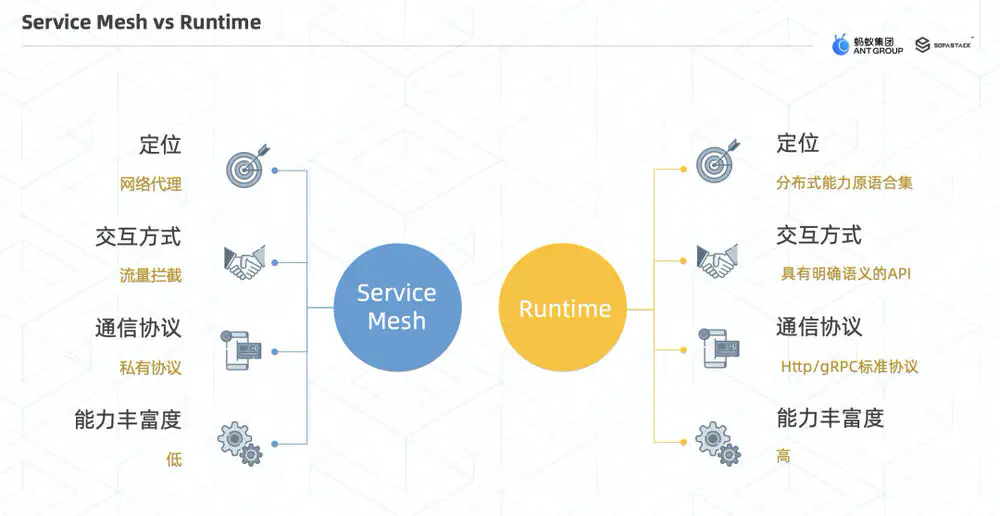 Service Mesh vs Runtime
蚂蚁集团
ANT GROUP
SOFASTACK
定位
网络代理
交互方式
流量拦截
通信协议
私有协议
能力丰富度
低
Service
Mesh
Runtime
定位
分布式能力原语合集
交互方式
具有明确语义的API
通信协议
Http/gRPC标准协议
能力丰富度
高